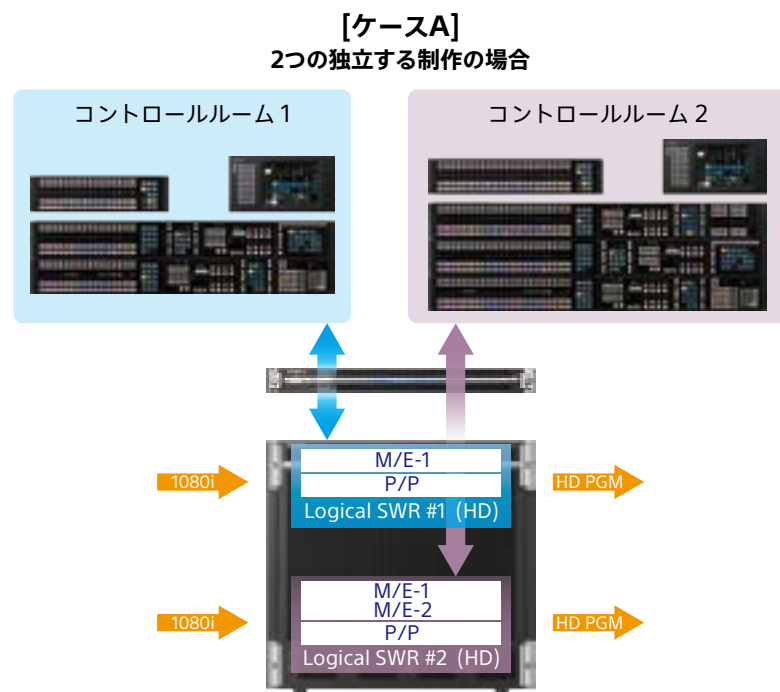 [ケースA]
2つの独立する制作の場合
コントロールルーム 1
コントロールルーム 2
1080i
M/E-1
P/P
Logical SWR #1 (HD)
HD PGM
1080i
M/E-1
M/E-2
P/P
Logical SWR #2 (HD)
HD PGM